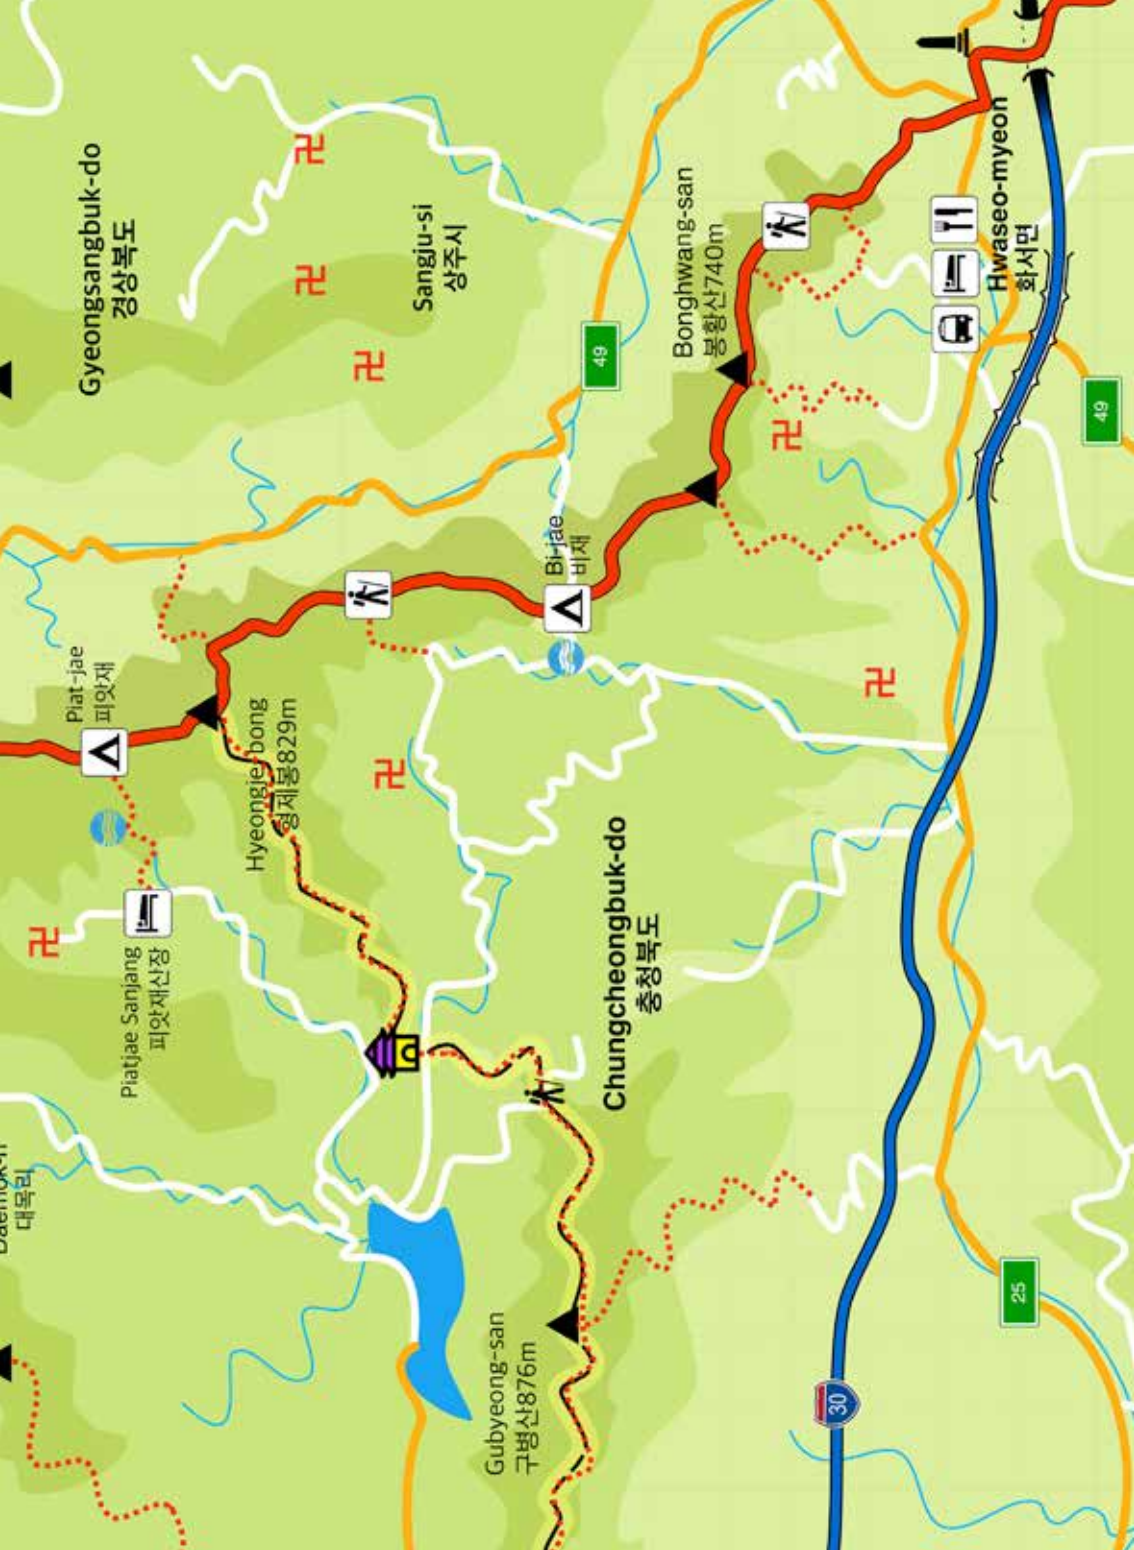 Gyeongsangbuk-do
경상북도
Sangju-si
상주시
Bonghwang-san
봉황산740m
Hwaseo-myeon
화서면
49
49
Bi-jae
비재
Piat-jae
피앗재
Hyeongje-bong
형제봉829m
Piatjae Sanjang
피앗재산장
Chungcheongbuk-do
충청북도
대목리
Gubyeong-san
구병산876m
25
30